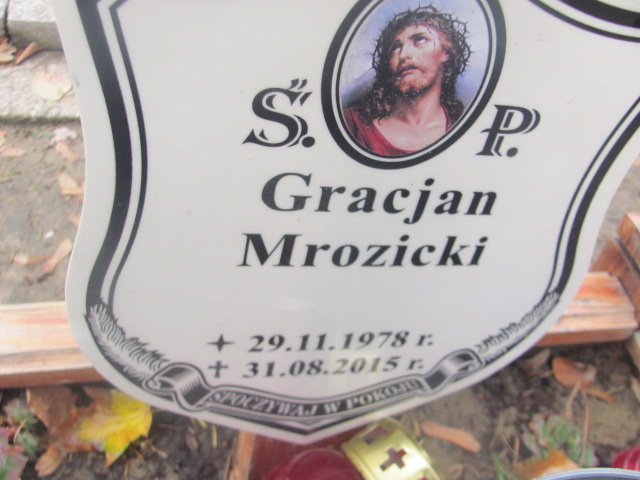 Ś. P.
Gracjan
Mrozicki
29.11.1978 r.
31.08.2015 r.
SPOCZYWAJ W POKOJU